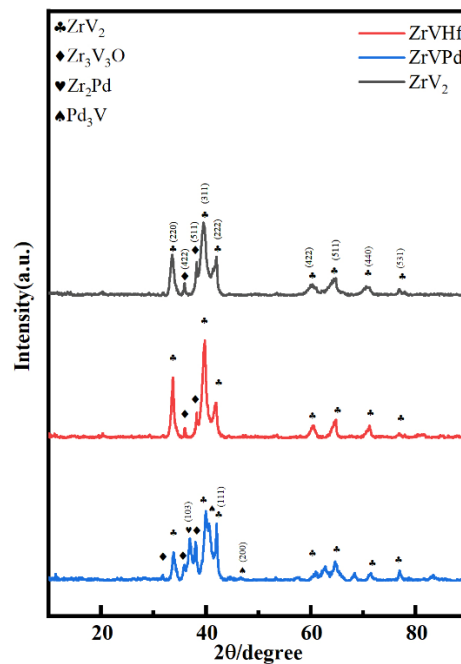 ♣ZrV₂
♦Zr₃V₃O
♥Zr₂Pd
♠Pd₃V
ZrVHf
ZrVPd
ZrV₂
Intensity(a.u.)
(220)
(422)
(511)
(311)
(222)
(422)
(511)
(440)
(531)
(103)
(111)
(200)
20
40
60
80
2θ/degree